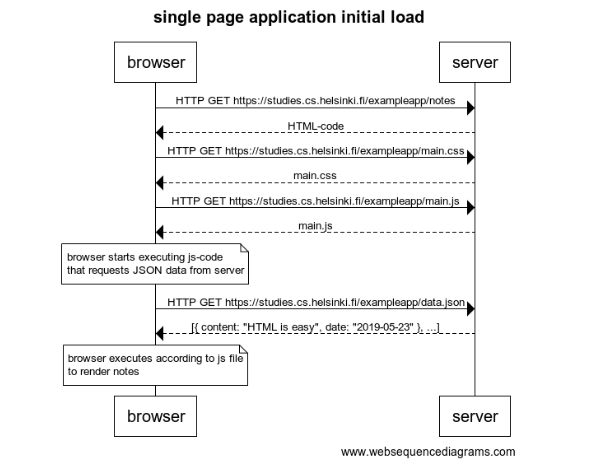 single page application initial load
browser
server
HTTP GET https://studies.cs.helsinki.fi/exampleapp/notes
HTML-code
HTTP GET https://studies.cs.helsinki.fi/exampleapp/main.css
main.css
HTTP GET https://studies.cs.helsinki.fi/exampleapp/main.js
main.js
browser starts executing js-code
that requests JSON data from server
HTTP GET https://studies.cs.helsinki.fi/exampleapp/data.json
[{ content: "HTML is easy", date: "2019-05-23" }, ...]
browser executes according to js file
to render notes
browser
server
www.websequencediagrams.com